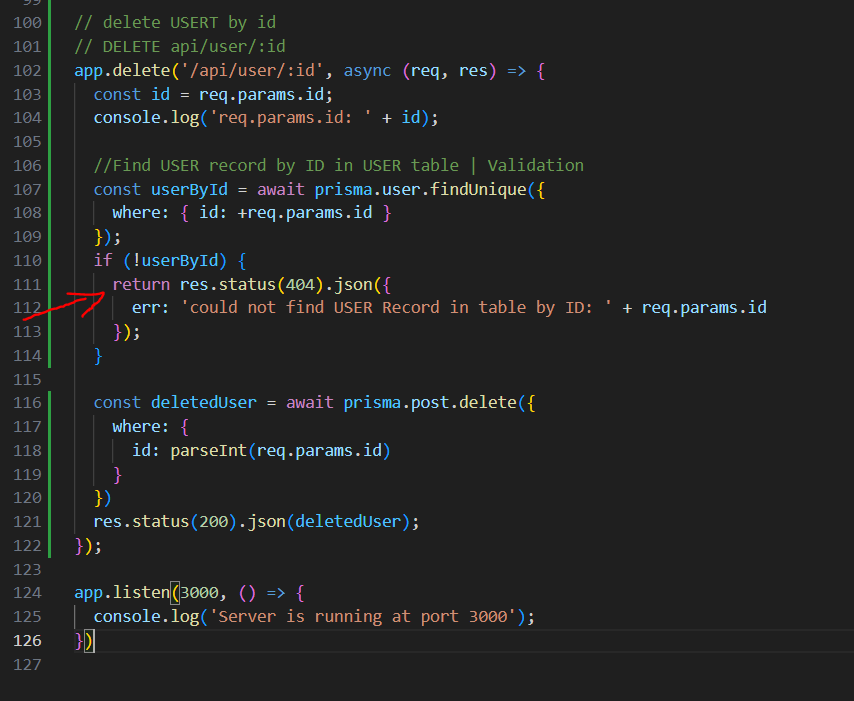 99
100 // delete USERT by id
101 // DELETE api/user/:id
102 app.delete('/api/user/:id', async (req, res) => {
103 const id = req.params.id;
104 console.log('req.params.id: ' + id);
105
106 //Find USER record by ID in USER table | Validation
107 const userById = await prisma.user.findUnique({
108 where: { id: +req.params.id }
109 });
110 if (!userById) {
111 return res.status(404).json({
112 err: 'could not find USER Record in table by ID: ' + req.params.id
113 });
114 }
115
116 const deletedUser = await prisma.post.delete({
117 where: {
118 id: parseInt(req.params.id)
119 }
120 })
121 res.status(200).json(deletedUser);
122 });
123
124 app.listen(3000, () => {
125 console.log('Server is running at port 3000');
126 })
127